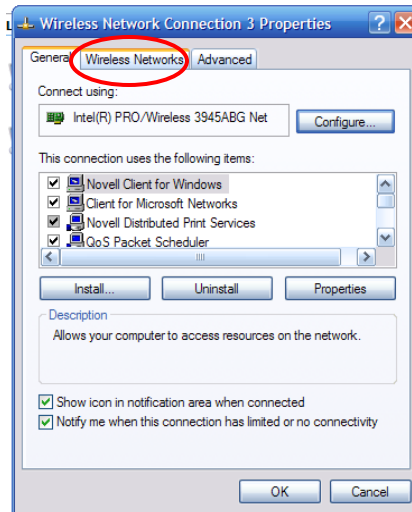 Wireless Network Connection 3 Properties
General Wireless Networks Advanced
Connect using:
Intel(R) PRO/Wireless 3945ABG Net Configure...
This connection uses the following items:
Novell Client for Windows
Client for Microsoft Networks
Novell Distributed Print Services
QoS Packet Scheduler
Install... Uninstall Properties
Description
Allows your computer to access resources on the network.
Show icon in notification area when connected
Notify me when this connection has limited or no connectivity
OK Cancel